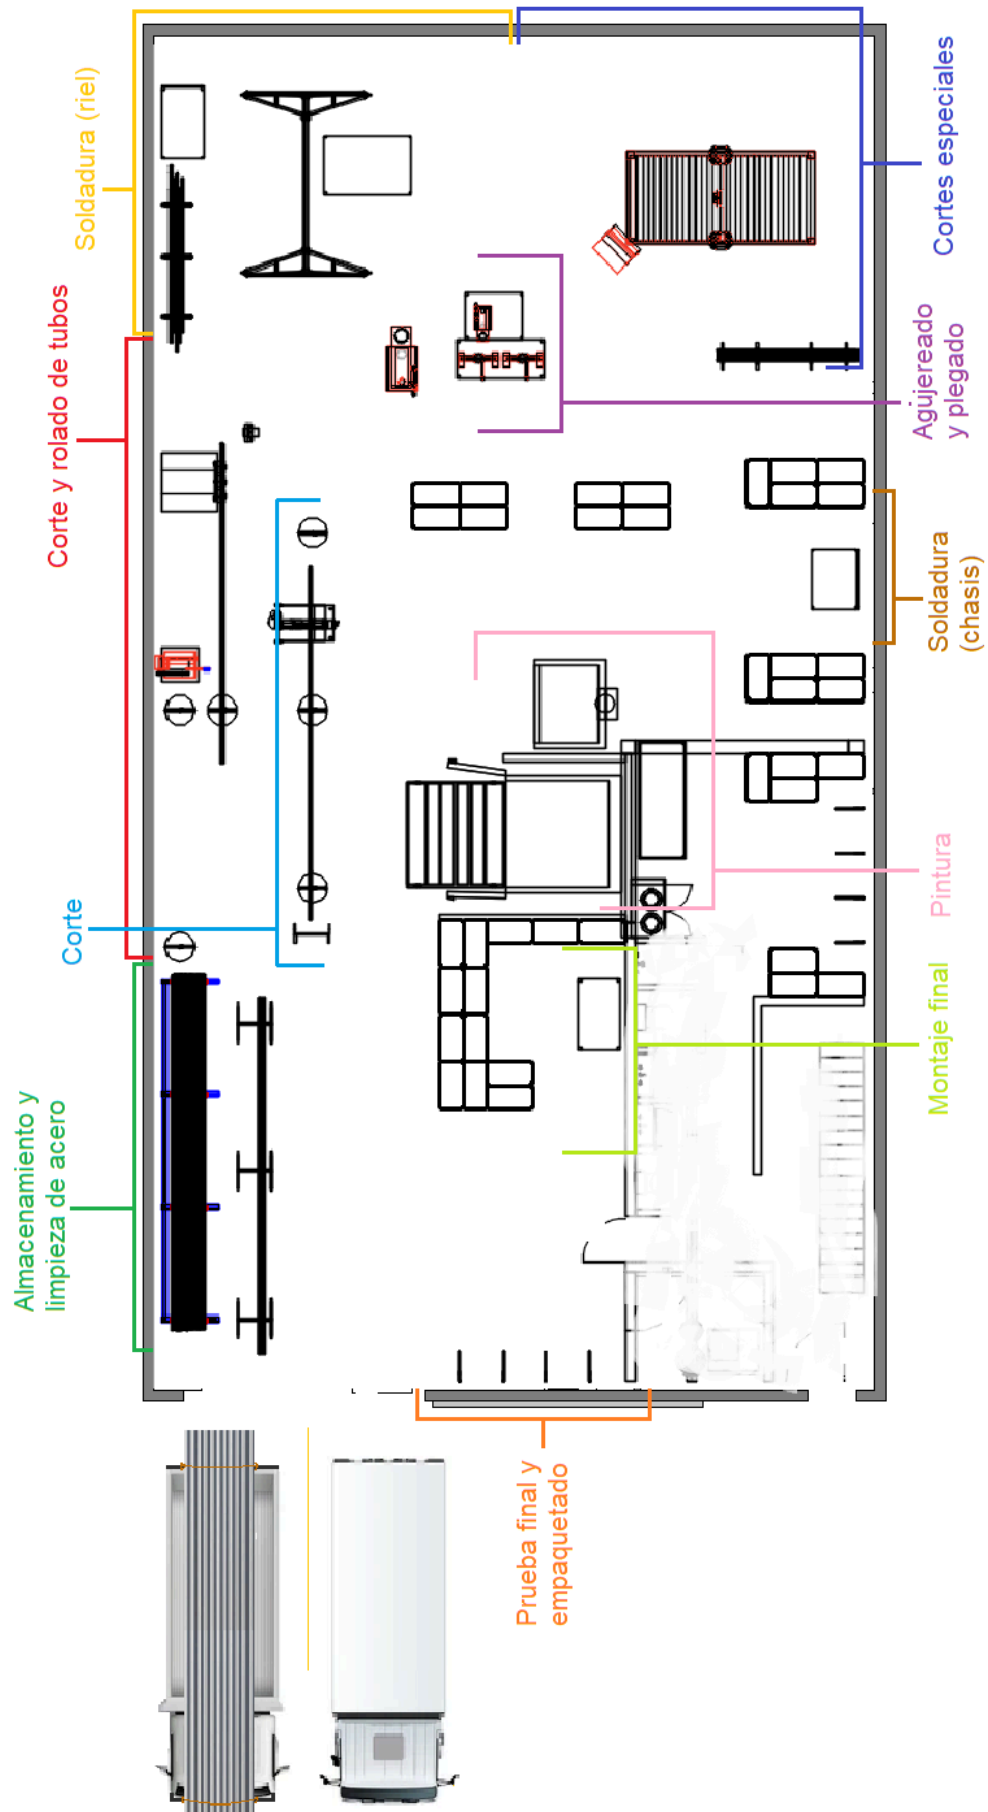 Soldadura (riel)
Corte y rolado de tubos
Corte
Almacenamiento y
limpieza de acero
Cortes especiales
Agujereado
y plegado
Soldadura
(chasis)
Pintura
Montaje final
Prueba final y
empaquetado